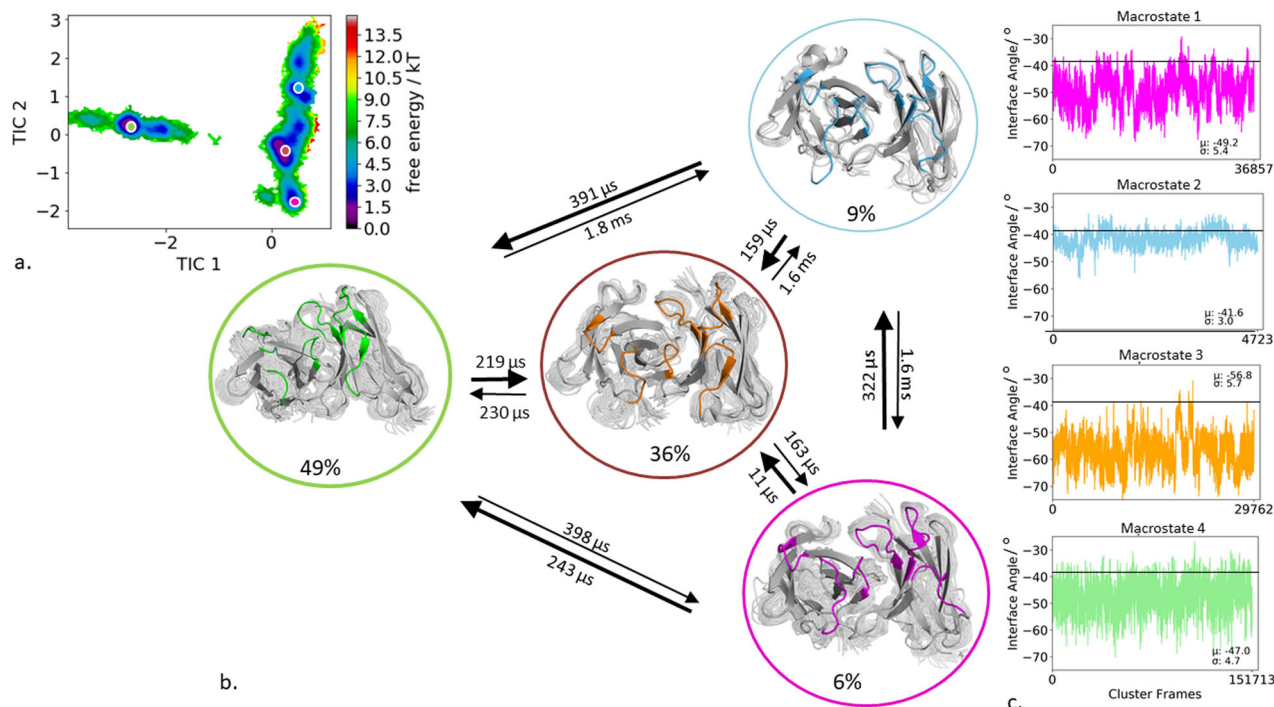 3
2
1
0
−1
−2
TIC 2
−2
0
TIC 1
13.5
12.0
10.5
9.0
7.5
6.0
4.5
3.0
1.5
0.0
free energy / kT
a.
391 µs
1.8 ms
9%
159 µs
1.6 ms
219 µs
230 µs
49%
36%
322 µs
1.6 ms
163 µs
11 µs
398 µs
243 µs
6%
b.
Macrostate 1
Interface Angle/ °
−30
−40
−50
−60
−70
µ: -49.2
σ: 5.4
0
36857
Macrostate 2
Interface Angle/ °
−30
−40
−50
−60
−70
µ: -41.6
σ: 3.0
0
4723
Macrostate 3
Interface Angle/ °
µ: -56.8
σ: 5.7
−30
−40
−50
−60
−70
0
29762
Macrostate 4
Interface Angle/ °
−30
−40
−50
−60
−70
µ: -47.0
σ: 4.7
0
151713
Cluster Frames
c.